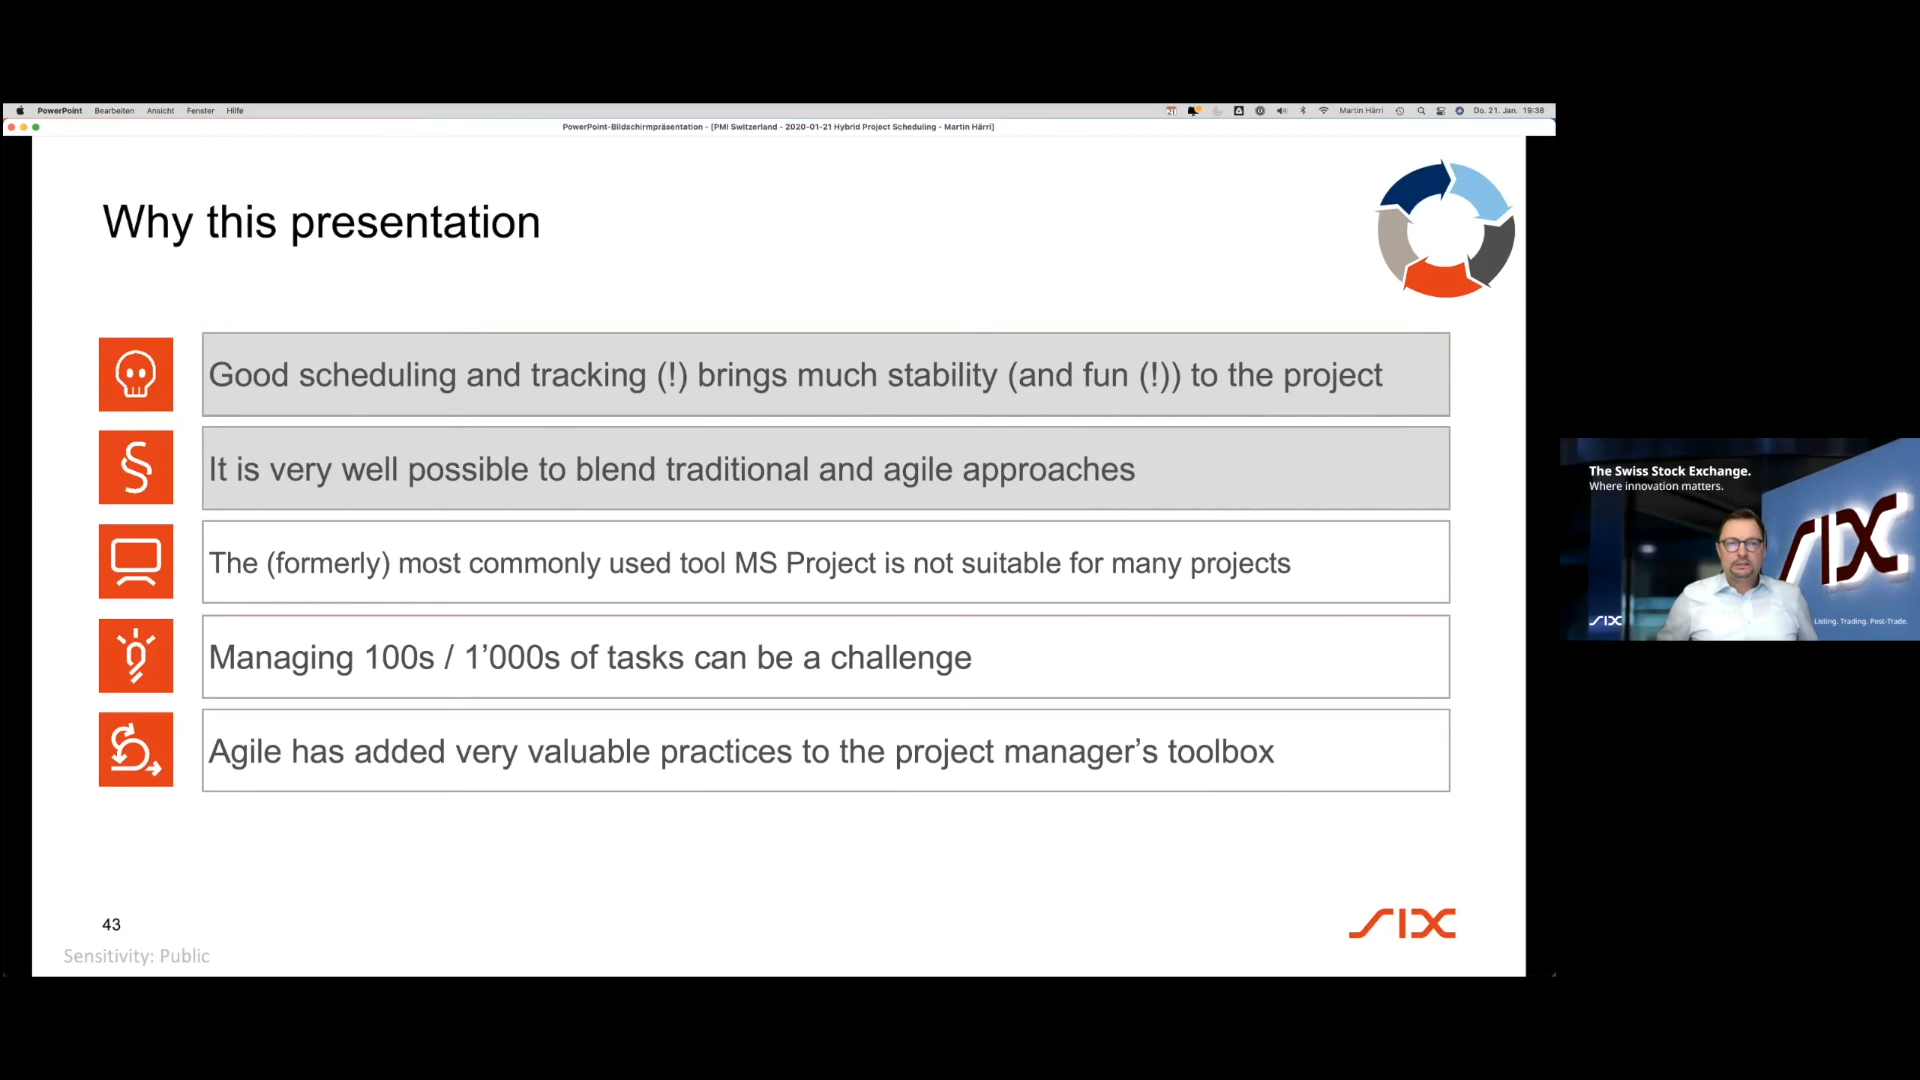 PowerPoint Bearbeiten Ansicht Fenster Hilfe
21 Martin Härri Do. 21. Jan. 19:38
PowerPoint-Bildschirmpräsentation - [PMI Switzerland - 2020-01-21 Hybrid Project Scheduling - Martin Härri]
Why this presentation
Good scheduling and tracking (!) brings much stability (and fun (!)) to the project
It is very well possible to blend traditional and agile approaches
The (formerly) most commonly used tool MS Project is not suitable for many projects
Managing 100s / 1’000s of tasks can be a challenge
Agile has added very valuable practices to the project manager’s toolbox
43
SIX
Sensitivity: Public
The Swiss Stock Exchange.
Where innovation matters.
SIX
SIX
Listing. Trading. Post-Trade.